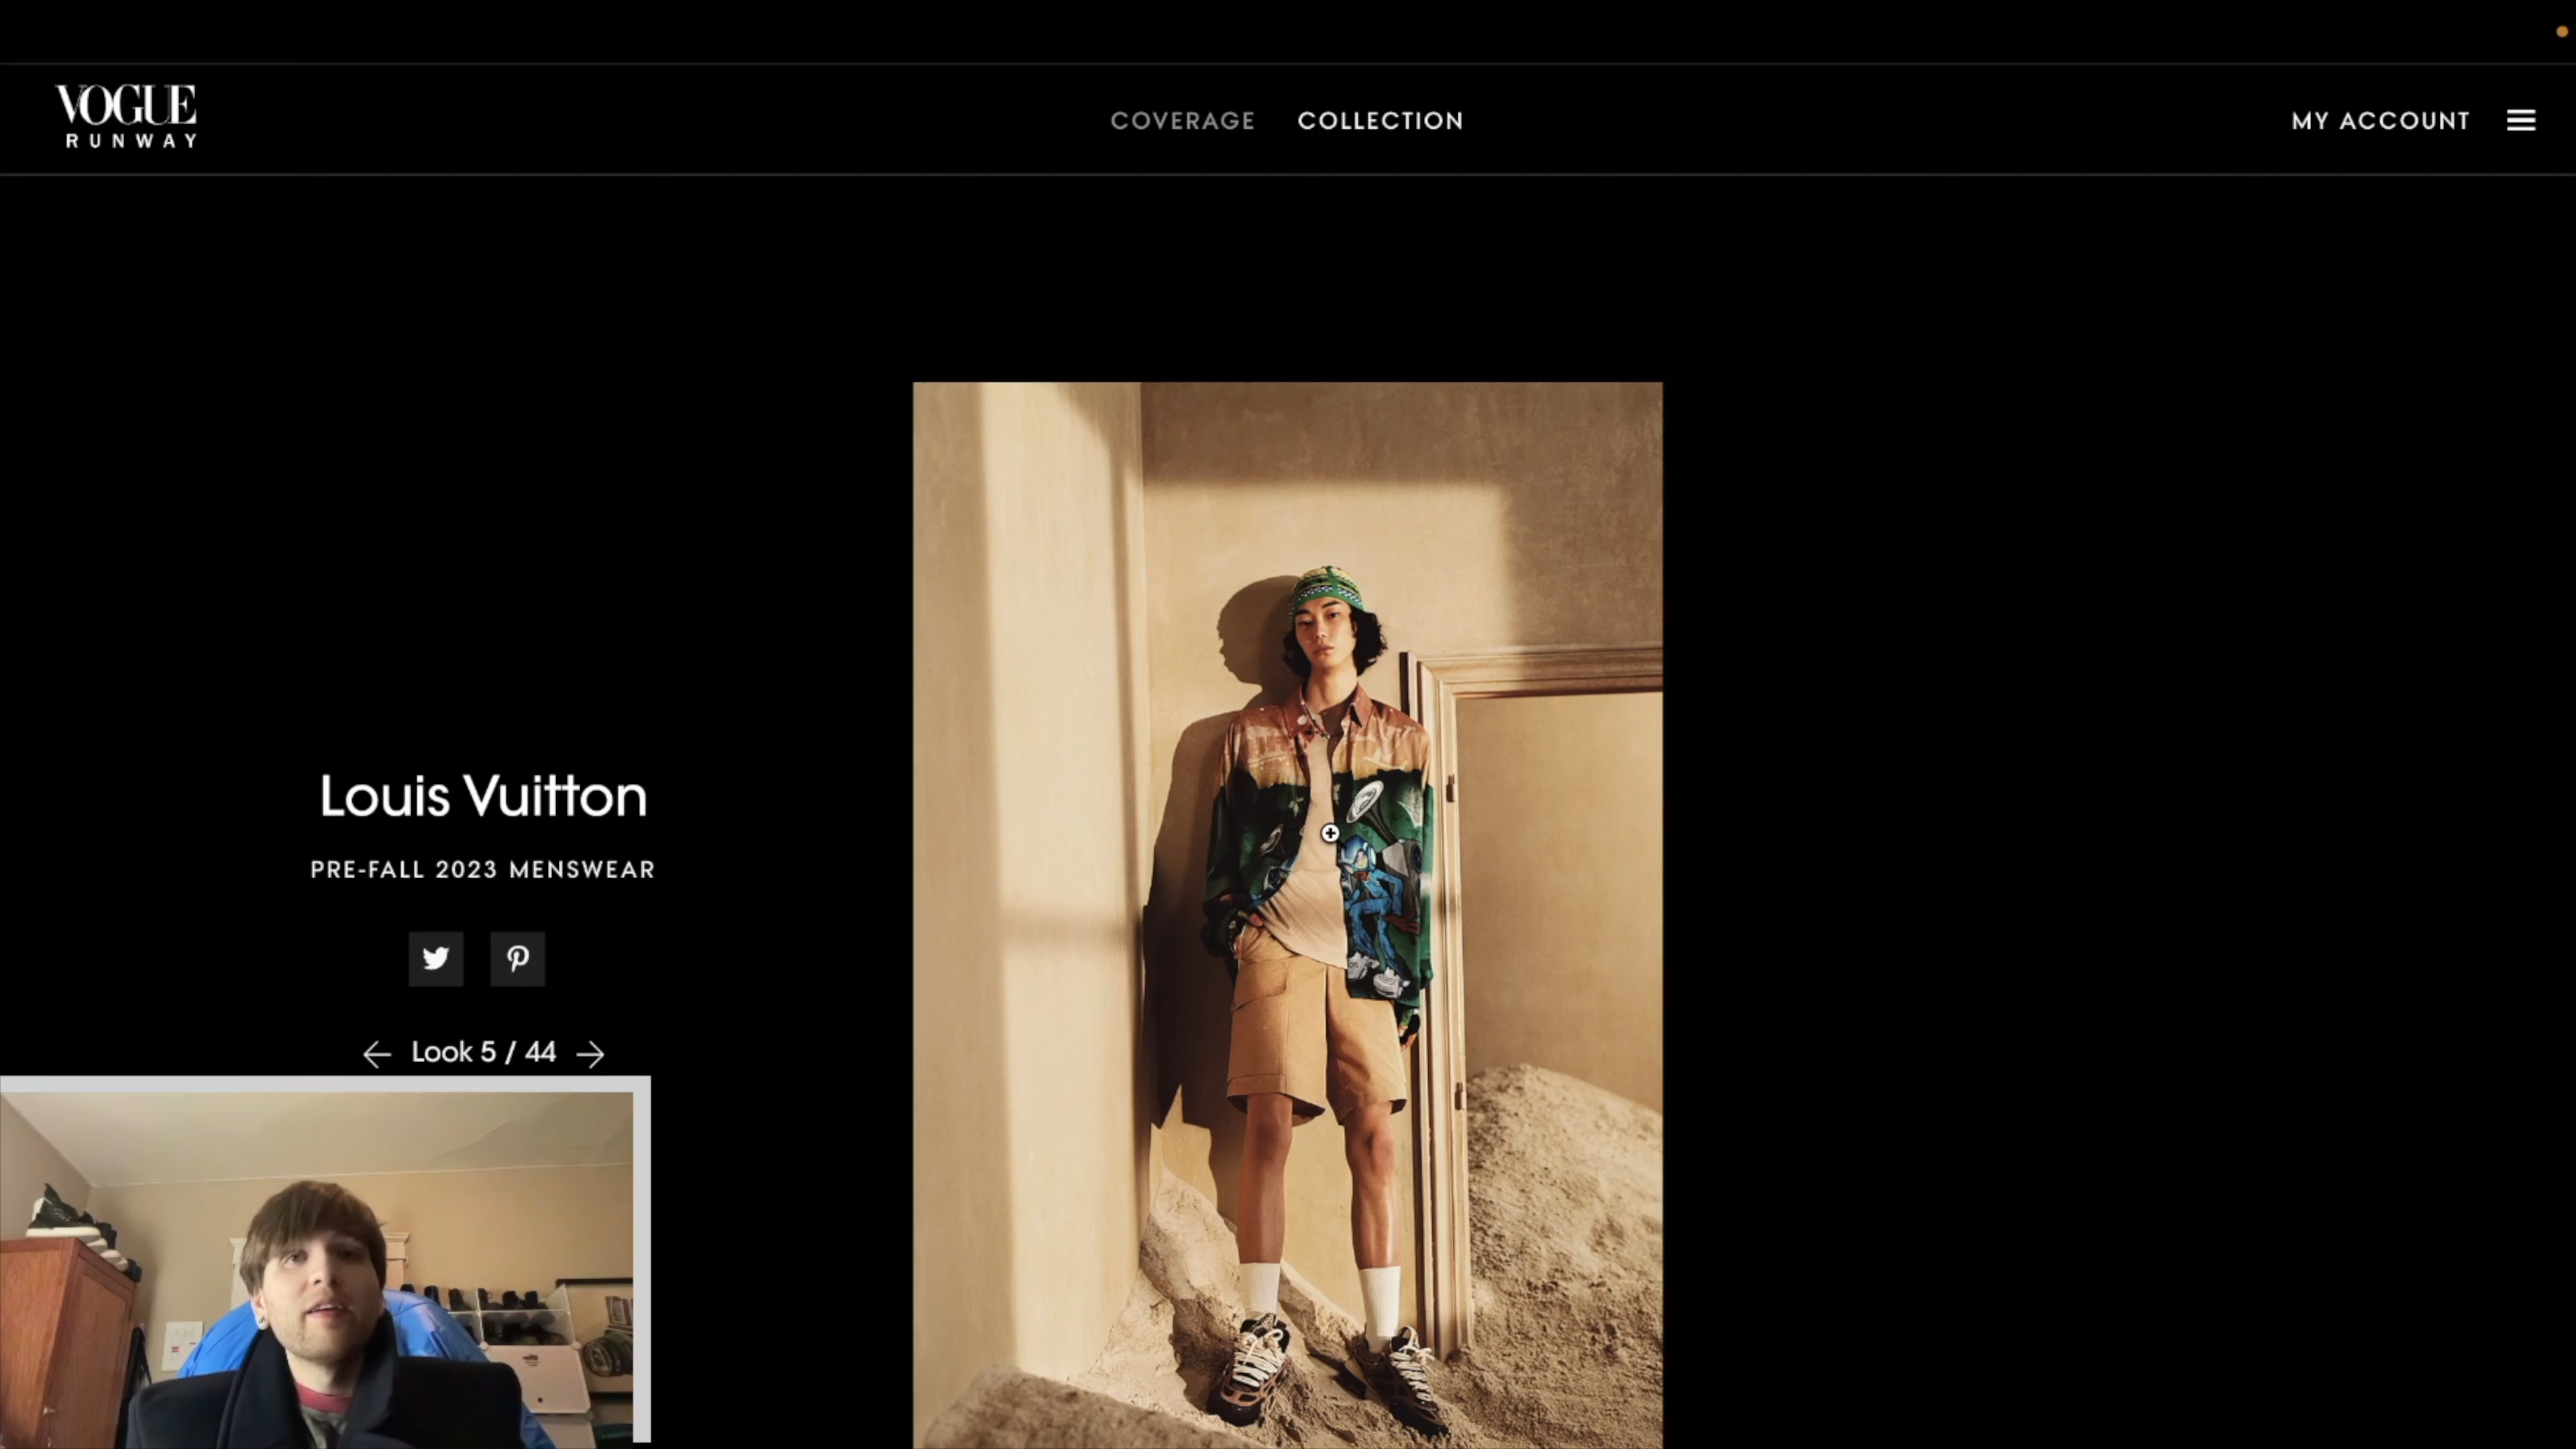 VOGUE
RUNWAY
COVERAGE COLLECTION
MY ACCOUNT
Louis Vuitton
PRE-FALL 2023 MENSWEAR
Look 5 / 44